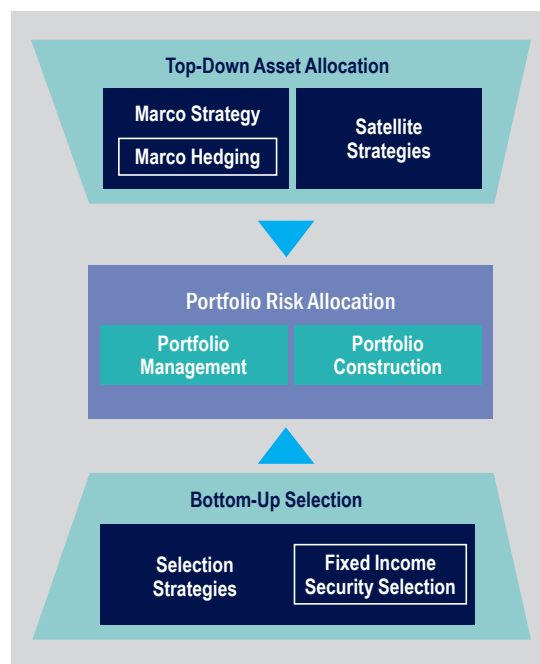 Top-Down Asset Allocation
Marco Strategy
Marco Hedging
Satellite
Strategies
Portfolio Risk Allocation
Portfolio
Management
Portfolio
Construction
Bottom-Up Selection
Selection
Strategies
Fixed Income
Security Selection